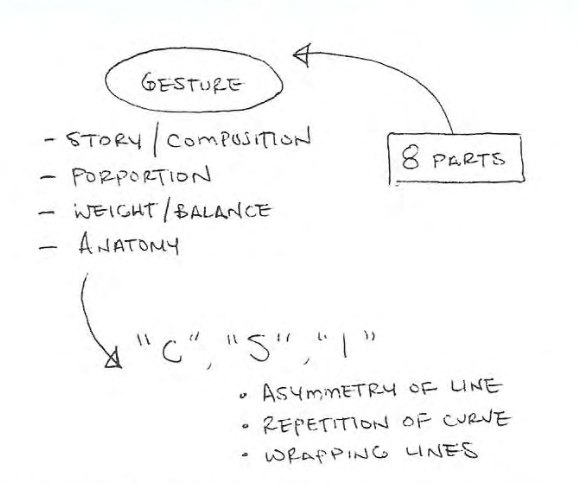 GESTURE
- STORY / COMPOSITION
8 PARTS
- PORPORTION
- WEIGHT / BALANCE
- ANATOMY
"C", "S", "I"
• ASYMMETRY OF LINE
• REPETITION OF CURVE
• WRAPPING LINES